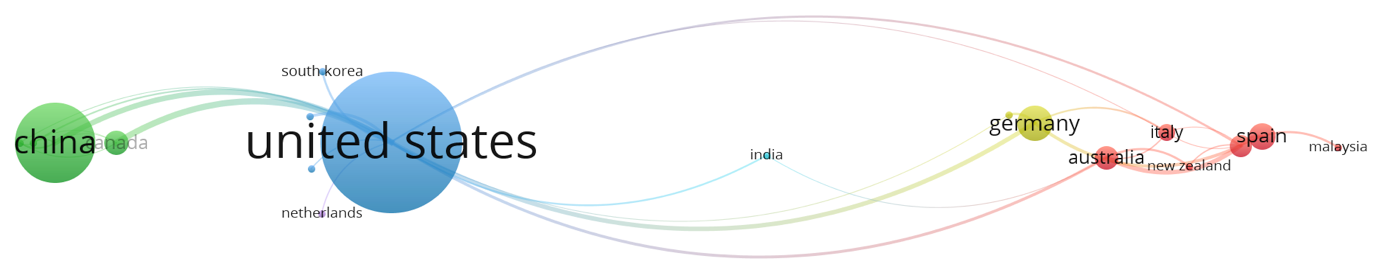 china
canada
south korea
united states
netherlands
india
germany
australia
italy
new zealand
spain
malaysia